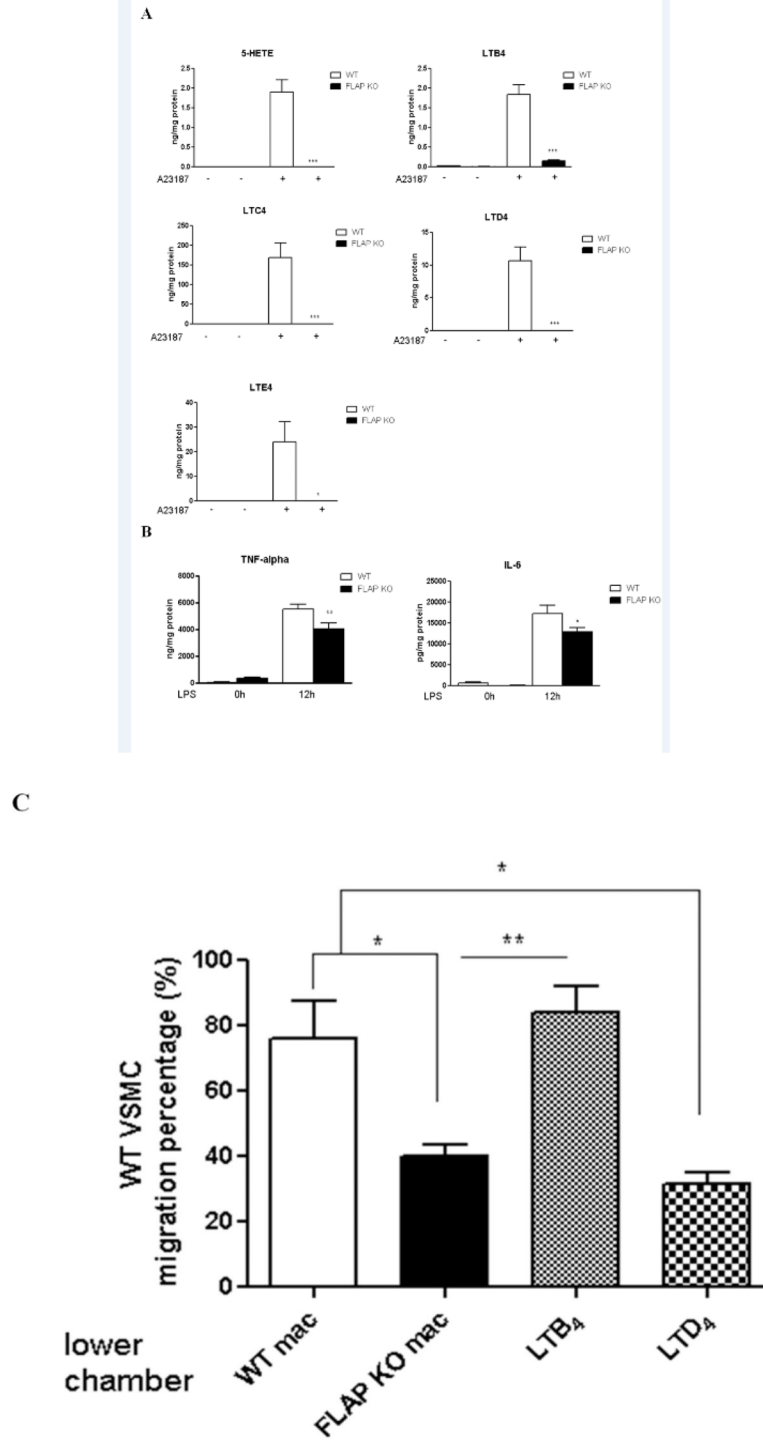 A
5-HETE
WT
FLAP KO
ng/mg protein
2.5
2.0
1.5
1.0
0.5
0.0
***
A23187 - - + +
LTB4
WT
FLAP KO
ng/mg protein
2.5
2.0
1.5
1.0
0.5
0.0
***
A23187 - - + +
LTC4
WT
FLAP KO
ng/mg protein
250
200
150
100
50
0
***
A23187 - - + +
LTD4
WT
FLAP KO
ng/mg protein
15
10
5
0
***
A23187 - - + +
LTE4
WT
FLAP KO
ng/mg protein
40
30
20
10
0
*
A23187 - - + +
B
TNF-alpha
WT
FLAP KO
ng/mg protein
8000
6000
4000
2000
0
**
LPS 0h 12h
IL-6
WT
FLAP KO
pg/mg protein
25000
20000
15000
10000
5000
0
*
LPS 0h 12h
C
*
* **
WT VSMC
migration percentage (%)
100
80
60
40
20
0
lower
chamber
WT mac
FLAP KO mac
LTB₄
LTD₄